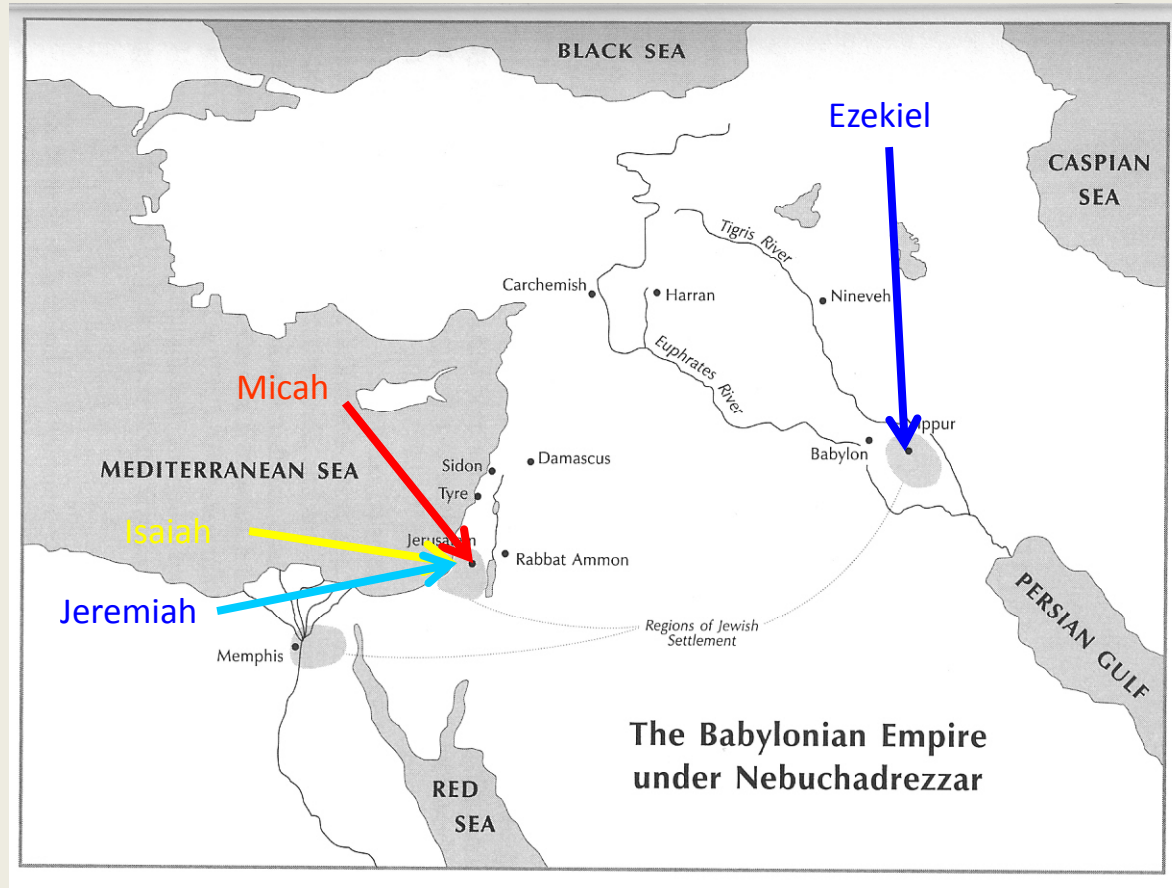 BLACK SEA
Ezekiel
CASPIAN
SEA
Tigris River
Carchemish
Harran
Nineveh
Euphrates River
Micah
ippur
Babylon
MEDITERRANEAN SEA
Sidon
Damascus
Tyre
Isaiah
Jerusalem
Rabbat Ammon
Jeremiah
PERSIAN GULF
Regions of Jewish
Settlement
Memphis
The Babylonian Empire
under Nebuchadrezzar
RED
SEA